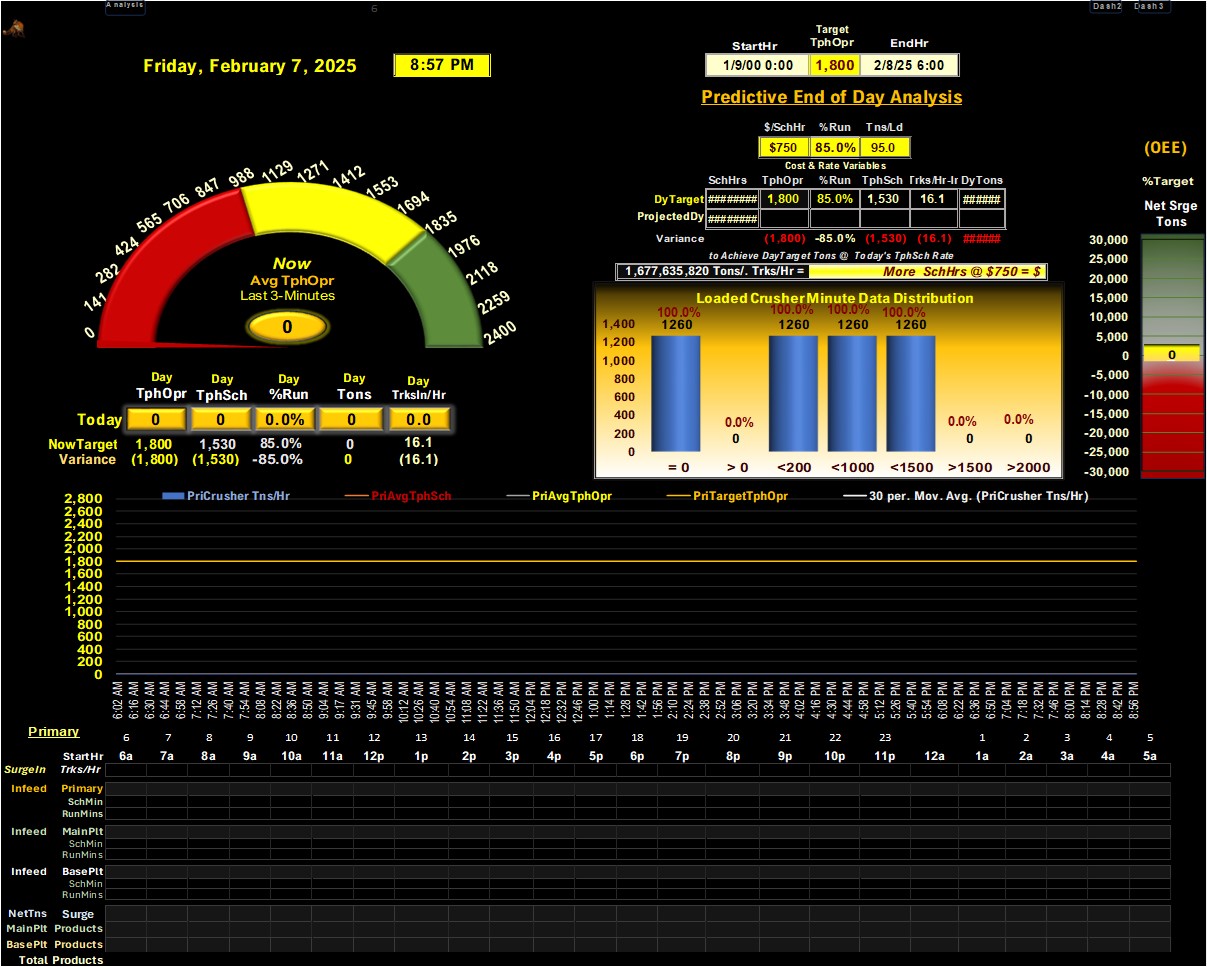 Analysis 6 Dash2 Dash3
Friday, February 7, 2025 8:57 PM
Target
StartHr TphOpr EndHr
1/9/00 0:00 1,800 2/8/25 6:00
Predictive End of Day Analysis
$/SchHr %Run Tns/Ld
$750 85.0% 95.0
Cost & Rate Variables
SchHrs TphOpr %Run TphSch Trks/Hr-Ir DyTons
DyTarget ######## 1,800 85.0% 1,530 16.1 ######
ProjectedDy ########
Variance (1,800) -85.0% (1,530) (16.1) ######
to Achieve DayTarget Tons @ Today's TphSch Rate
1,677,635,820 Tons/. Trks/Hr = More SchHrs @ $750 = $
(OEE)
%Target
Net Srge
Tons
30,000
25,000
20,000
15,000
10,000
5,000
0
0
-5,000
-10,000
-15,000
-20,000
-25,000
-30,000
0
141
282
424
565
706
847
988
1129
1271
1412
1553
1694
1835
1976
2118
2259
2400
Now
Avg TphOpr
Last 3-Minutes
0
Loaded Crusher Minute Data Distribution
1,400
1,200
1,000
800
600
400
200
0
100.0% 0.0% 100.0% 100.0% 100.0% 0.0% 0.0%
1260 0 1260 1260 1260 0 0
= 0 > 0 <200 <1000 <1500 >1500 >2000
Day Day Day Day Day
TphOpr TphSch %Run Tons TrksIn/Hr
Today 0 0 0.0% 0 0.0
NowTarget 1,800 1,530 85.0% 0 16.1
Variance (1,800) (1,530) -85.0% 0 (16.1)
PriCrusher Tns/Hr PriAvgTphSch PriAvgTphOpr PriTargetTphOpr 30 per. Mov. Avg. (PriCrusher Tns/Hr)
2,800
2,600
2,400
2,200
2,000
1,800
1,600
1,400
1,200
1,000
800
600
400
200
0
6:02 AM 6:16 AM 6:30 AM 6:44 AM 6:58 AM 7:12 AM 7:26 AM 7:40 AM 7:54 AM 8:08 AM 8:22 AM 8:36 AM 8:50 AM 9:04 AM 9:17 AM 9:31 AM 9:45 AM 9:58 AM 10:12 AM 10:26 AM 10:40 AM 10:54 AM 11:08 AM 11:22 AM 11:36 AM 11:50 AM 12:04 PM 12:18 PM 12:32 PM 12:46 PM 1:00 PM 1:14 PM 1:28 PM 1:42 PM 1:56 PM 2:10 PM 2:24 PM 2:38 PM 2:52 PM 3:06 PM 3:20 PM 3:34 PM 3:48 PM 4:02 PM 4:16 PM 4:30 PM 4:44 PM 4:58 PM 5:12 PM 5:26 PM 5:40 PM 5:54 PM 6:08 PM 6:22 PM 6:36 PM 6:50 PM 7:04 PM 7:18 PM 7:32 PM 7:46 PM 8:00 PM 8:14 PM 8:28 PM 8:42 PM 8:56 PM
Primary 6 7 8 9 10 11 12 13 14 15 16 17 18 19 20 21 22 23 1 2 3 4 5
StartHr 6a 7a 8a 9a 10a 11a 12p 1p 2p 3p 4p 5p 6p 7p 8p 9p 10p 11p 12a 1a 2a 3a 4a 5a
SurgeIn Trks/Hr
Infeed Primary
SchMin
RunMins
Infeed MainPlt
SchMin
RunMins
Infeed BasePlt
SchMin
RunMins
NetTns Surge
MainPlt Products
BasePlt Products
Total Products